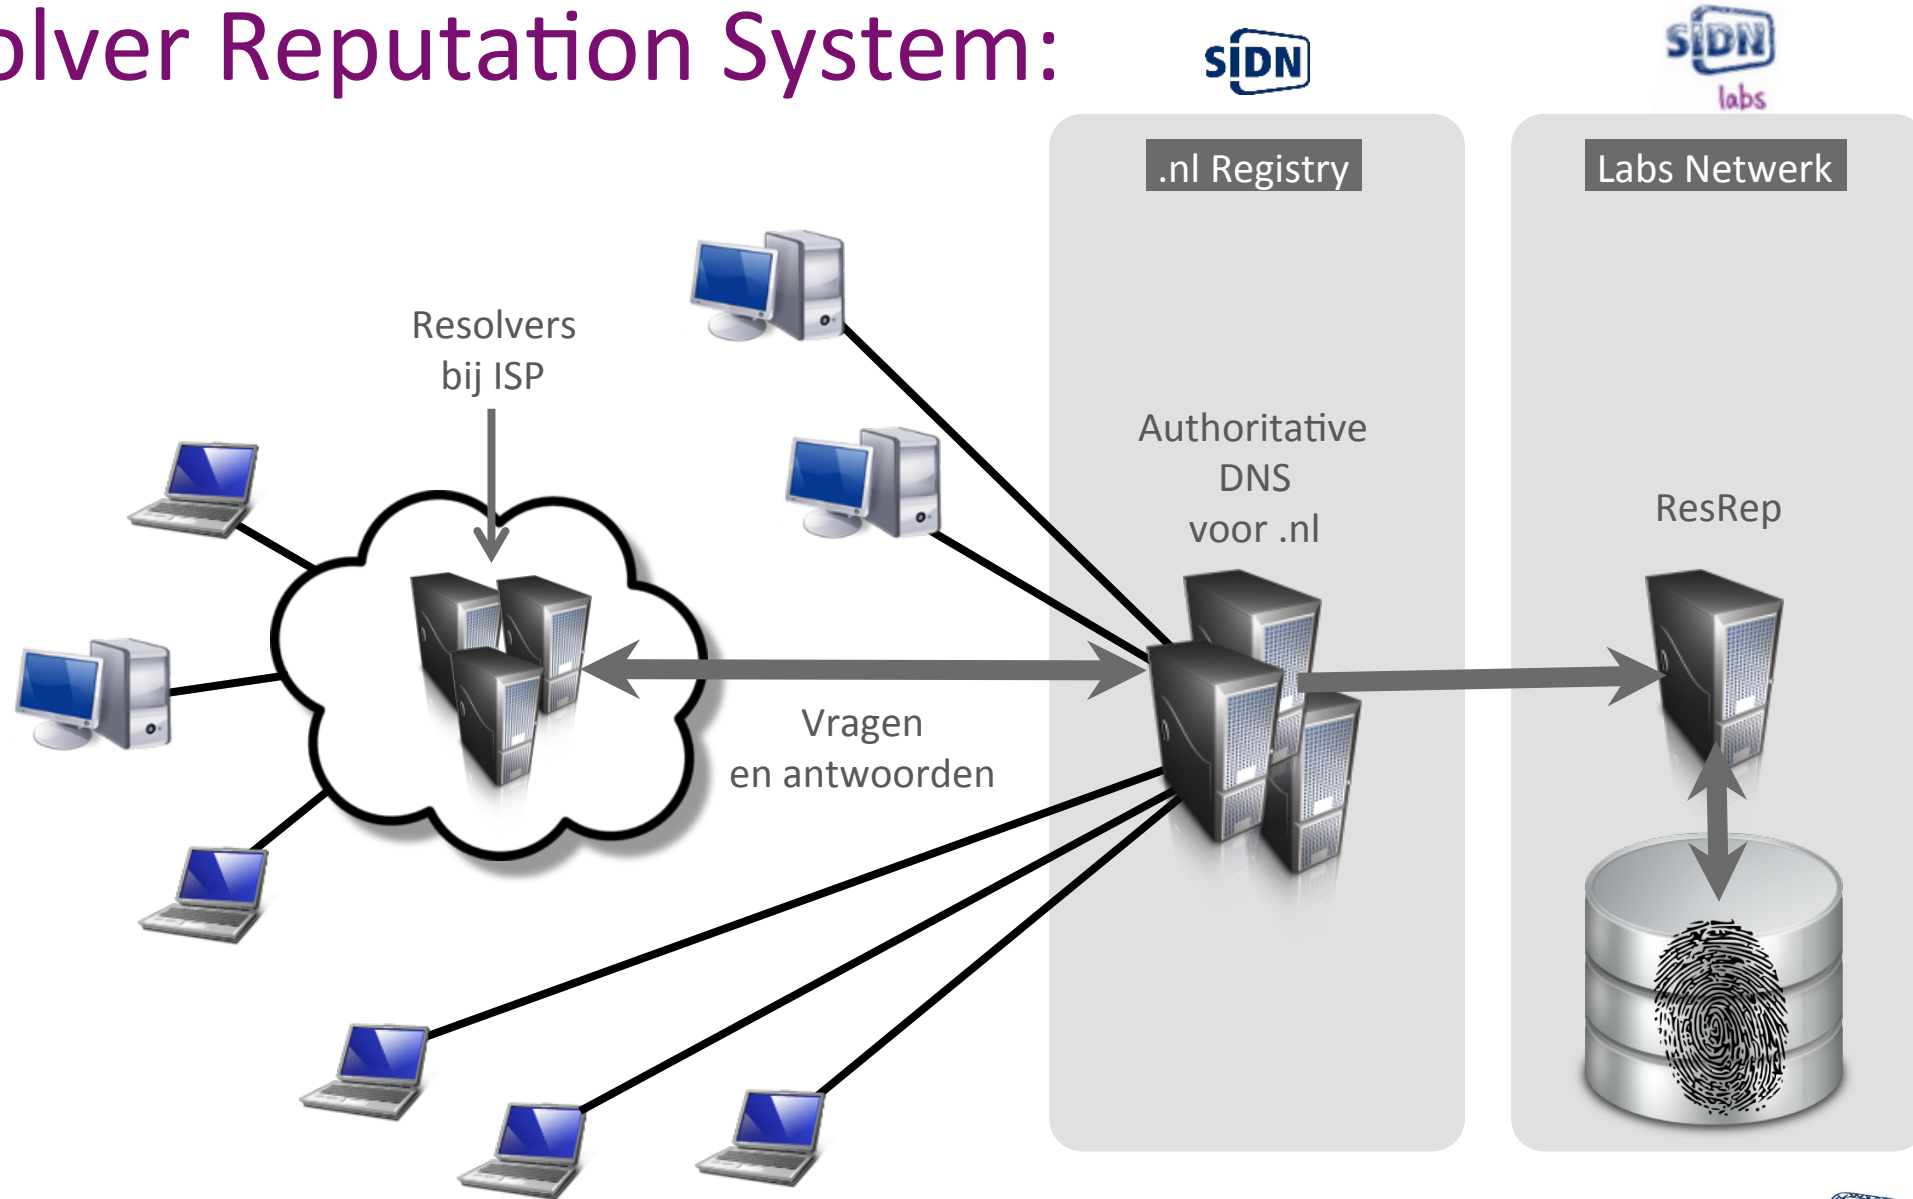 olver Reputation System:
SIDN
SIDN
labs
.nl Registry
Labs Netwerk
Resolvers
bij ISP
Authoritative
DNS
voor .nl
ResRep
Vragen
en antwoorden